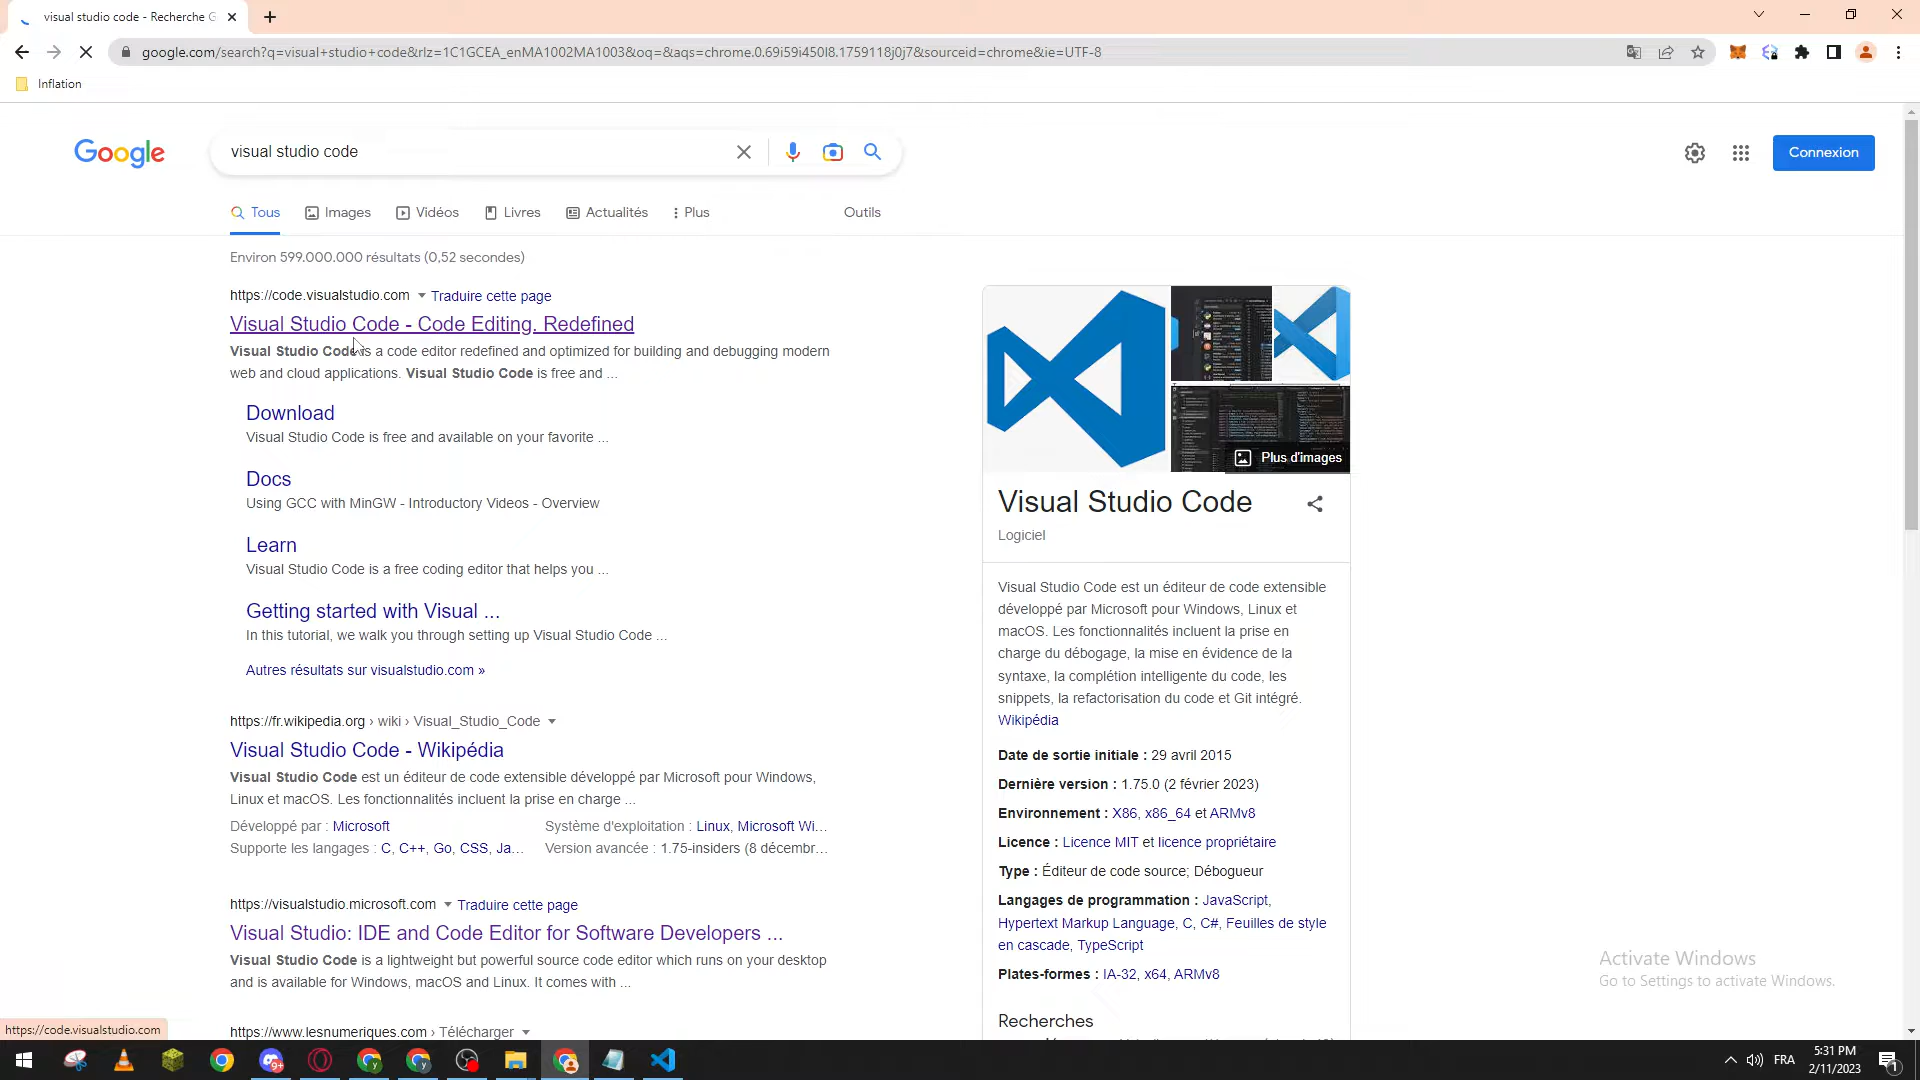 visual studio code - Recherche G
google.com/search?q=visual+studio+code&rlz=1C1GCEA_enMA1002MA1003&oq=&aqs=chrome.0.69i59i450l8.1759118j0j7&sourceid=chrome&ie=UTF-8
Inflation
Google
visual studio code
Connexion
Tous
Images
Vidéos
Livres
Actualités
Plus
Outils
Environ 599.000.000 résultats (0,52 secondes)
https://code.visualstudio.com Traduire cette page
Visual Studio Code - Code Editing. Redefined
Visual Studio Code is a code editor redefined and optimized for building and debugging modern
web and cloud applications. Visual Studio Code is free and ...
Download
Visual Studio Code is free and available on your favorite ...
Docs
Using GCC with MinGW - Introductory Videos - Overview
Learn
Visual Studio Code is a free coding editor that helps you ...
Getting started with Visual ...
In this tutorial, we walk you through setting up Visual Studio Code ...
Autres résultats sur visualstudio.com »
https://fr.wikipedia.org › wiki › Visual_Studio_Code
Visual Studio Code - Wikipédia
Visual Studio Code est un éditeur de code extensible développé par Microsoft pour Windows,
Linux et macOS. Les fonctionnalités incluent la prise en charge ...
Développé par : Microsoft
Système d'exploitation : Linux, Microsoft Wi...
Supporte les langages : C, C++, Go, CSS, Ja...
Version avancée : 1.75-insiders (8 décembr...
https://visualstudio.microsoft.com Traduire cette page
Visual Studio: IDE and Code Editor for Software Developers ...
Visual Studio Code is a lightweight but powerful source code editor which runs on your desktop
and is available for Windows, macOS and Linux. It comes with ...
https://www.lesnumeriques.com › Télécharger
https://code.visualstudio.com
Plus d'images
Visual Studio Code
Logiciel
Visual Studio Code est un éditeur de code extensible
développé par Microsoft pour Windows, Linux et
macOS. Les fonctionnalités incluent la prise en
charge du débogage, la mise en évidence de la
syntaxe, la complétion intelligente du code, les
snippets, la refactorisation du code et Git intégré.
Wikipédia
Date de sortie initiale : 29 avril 2015
Dernière version : 1.75.0 (2 février 2023)
Environnement : X86, x86_64 et ARMv8
Licence : Licence MIT et licence propriétaire
Type : Éditeur de code source; Débogueur
Langages de programmation : JavaScript,
Hypertext Markup Language, C, C#, Feuilles de style
en cascade, TypeScript
Plates-formes : IA-32, x64, ARMv8
Recherches
Activate Windows
Go to Settings to activate Windows.
9+
FRA
5:31 PM
2/11/2023
1